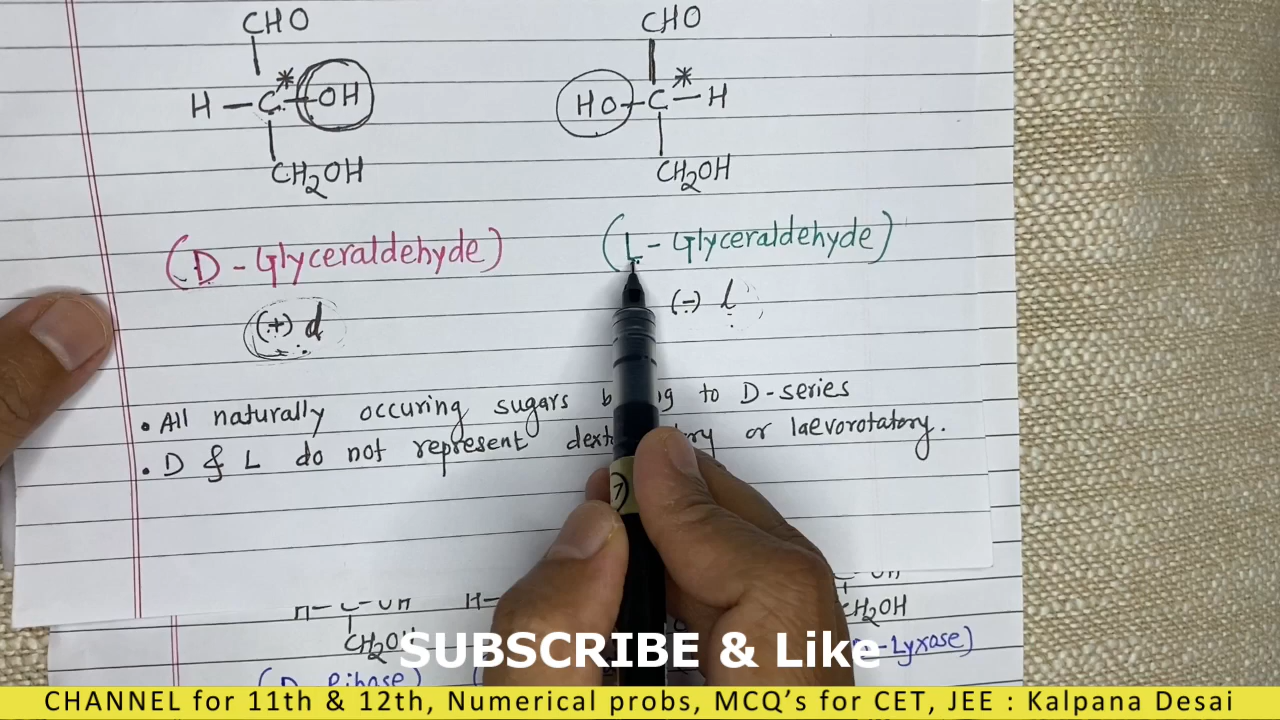 CHO CHO
H - C* - OH HO - C* - H
CH2OH CH2OH
(D - Glyceraldehyde) (L - Glyceraldehyde)
(+) d (-) l
• All naturally occuring sugars to D-series
• D & L do not represent or laevorotatory.
H- C -OH H-
CH2OH CH2OH
-Lyxose)
SUBSCRIBE & Like
CHANNEL for 11th & 12th, Numerical probs, MCQ's for CET, JEE : Kalpana Desai